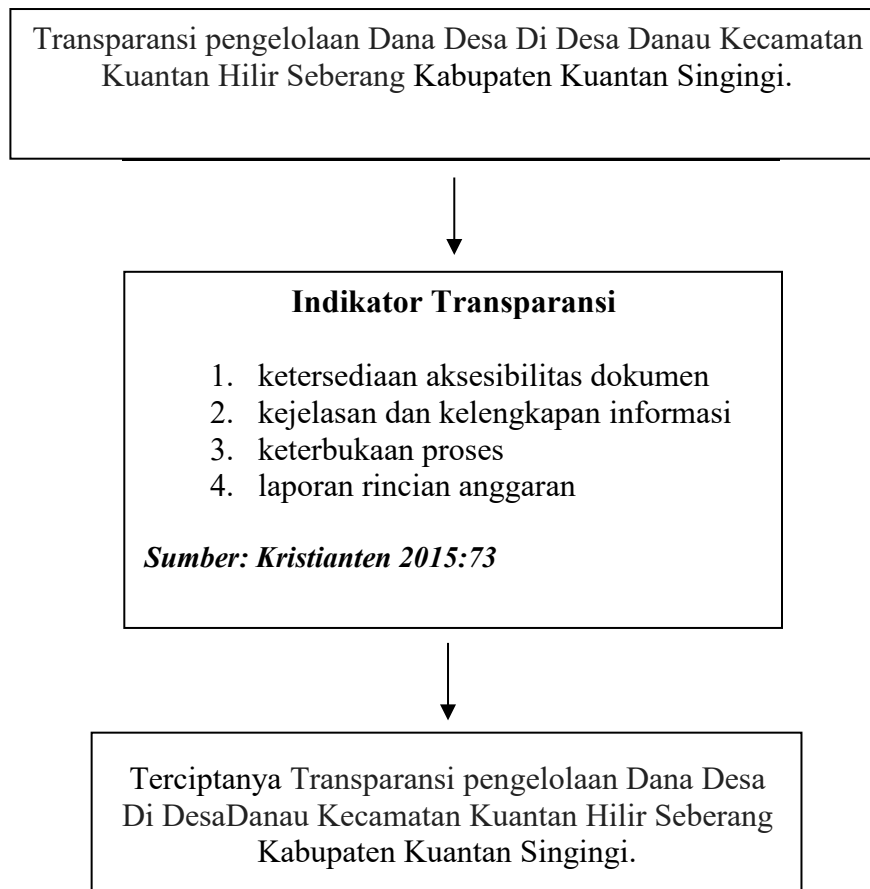 Transparansi pengelolaan Dana Desa Di Desa Danau Kecamatan
Kuantan Hilir Seberang Kabupaten Kuantan Singingi.
Indikator Transparansi
1. ketersediaan aksesibilitas dokumen
2. kejelasan dan kelengkapan informasi
3. keterbukaan proses
4. laporan rincian anggaran
Sumber: Kristianten 2015:73
Terciptanya Transparansi pengelolaan Dana Desa
Di DesaDanau Kecamatan Kuantan Hilir Seberang
Kabupaten Kuantan Singingi.